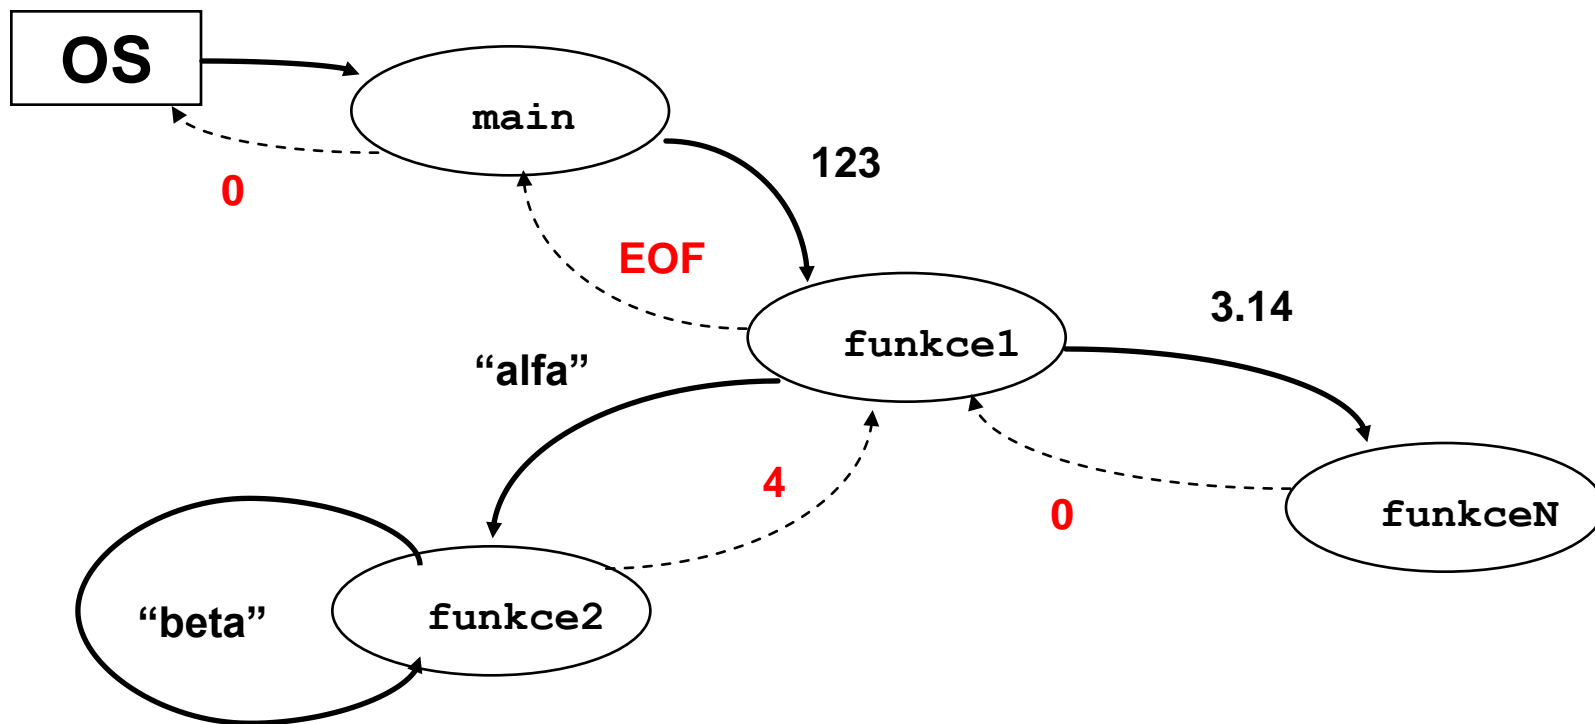 OS
main
123
0
EOF
3.14
funkce1
“alfa”
4
0
funkceN
“beta”
funkce2